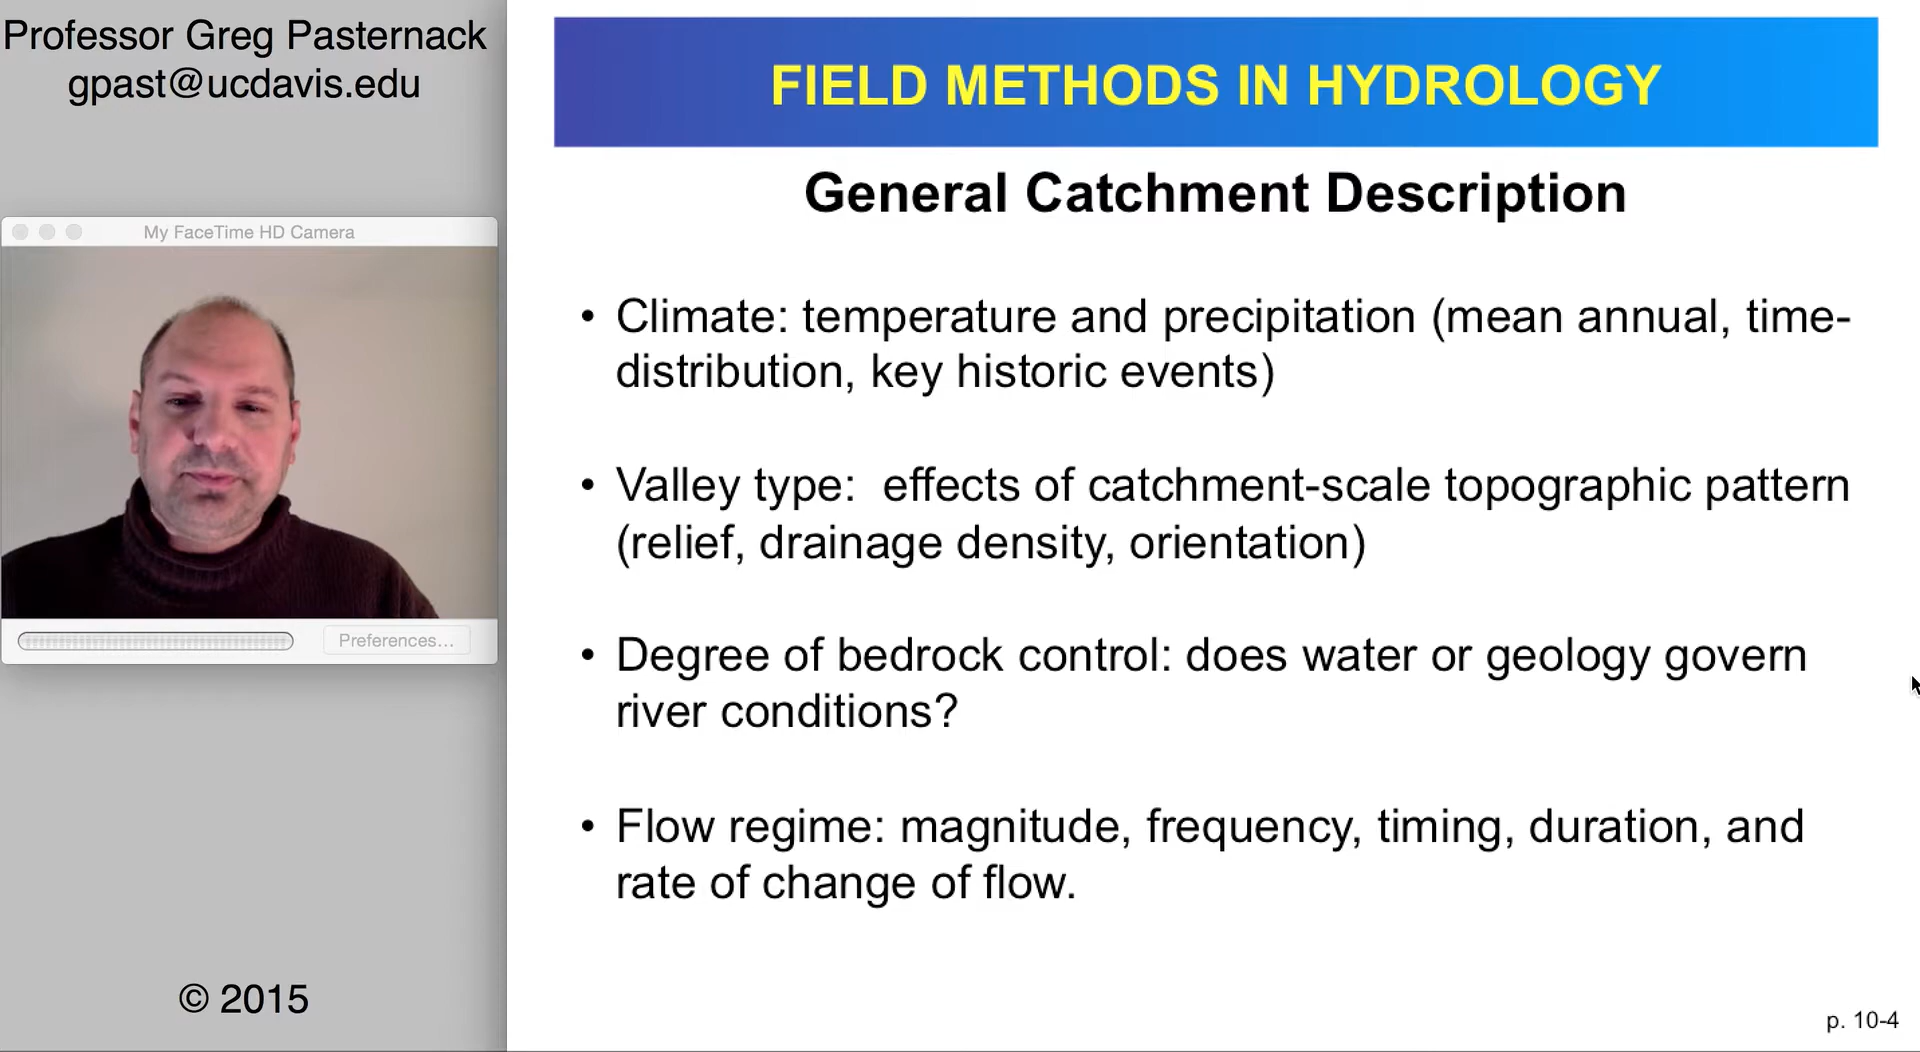 Professor Greg Pasternack
gpast@ucdavis.edu
My FaceTime HD Camera
Preferences...
© 2015
FIELD METHODS IN HYDROLOGY
General Catchment Description
• Climate: temperature and precipitation (mean annual, time-
distribution, key historic events)
• Valley type:  effects of catchment-scale topographic pattern
(relief, drainage density, orientation)
• Degree of bedrock control: does water or geology govern
river conditions?
• Flow regime: magnitude, frequency, timing, duration, and
rate of change of flow.
p. 10-4